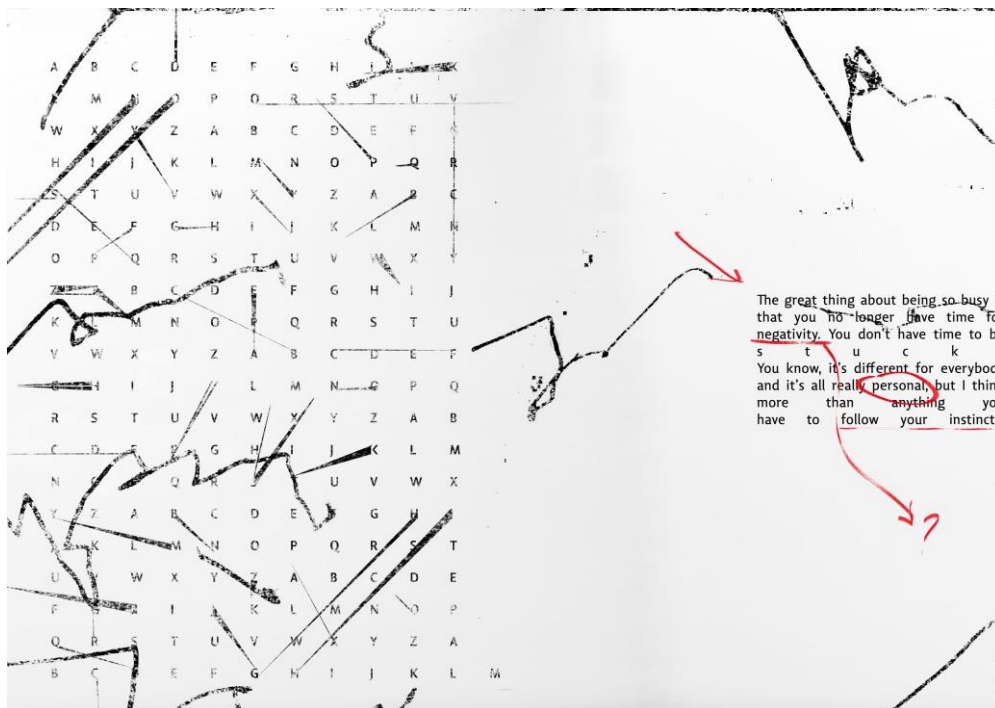 A B C D E F G H I K
M N O P Q R S T U V
W X Y Z A B C D E F G
H I J K L M N O P Q R
S T U V W X Y Z A B C
D E F G H I J K L M N
O P Q R S T U V W X Y
Z B C D E F G H I J
K L M N O P Q R S T U
V W X Y Z A B C D E F
G H I J L M N O P Q
R S T U V W X Y Z A B
C D E F G H I J K L M
N O Q R S U V W X
Y Z A B C D E F G H I
K L M N O P Q R S T
U V W X Y Z A B C D E
F G H I J K L M N O P
Q R S T U V W X Y Z A
B C E F G H I J K L M
The great thing about being so busy
that you no longer have time fo
negativity. You don't have time to b
s t u c k
You know, it's different for everybod
and it's all really personal, but I thin
more than anything yo
have to follow your instinct
?